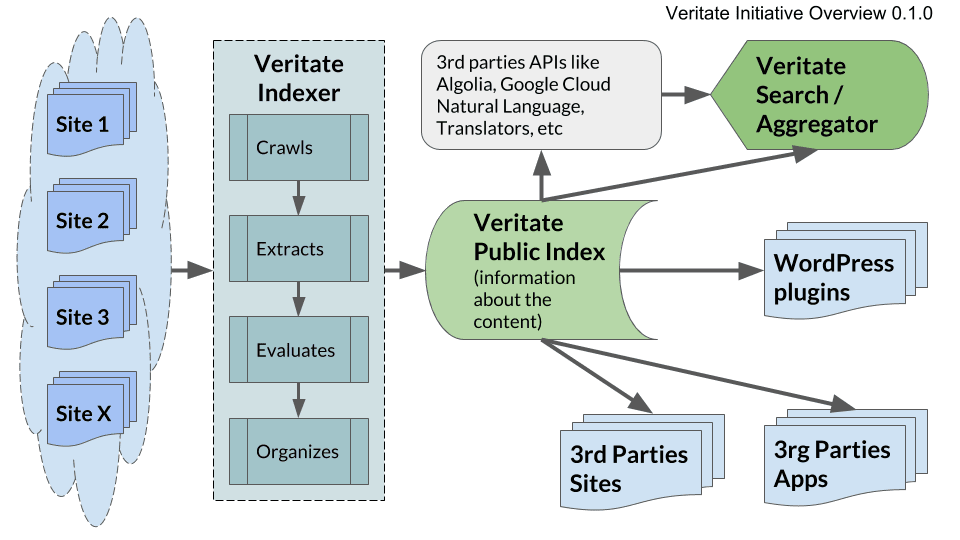 Veritate Initiative Overview 0.1.0
Site 1
Site 2
Site 3
Site X
Veritate
Indexer
Crawls
Extracts
Evaluates
Organizes
3rd parties APIs like
Algolia, Google Cloud
Natural Language,
Translators, etc
Veritate
Search /
Aggregator
Veritate
Public Index
(information
about the
content)
WordPress
plugins
3rd Parties
Sites
3rg Parties
Apps